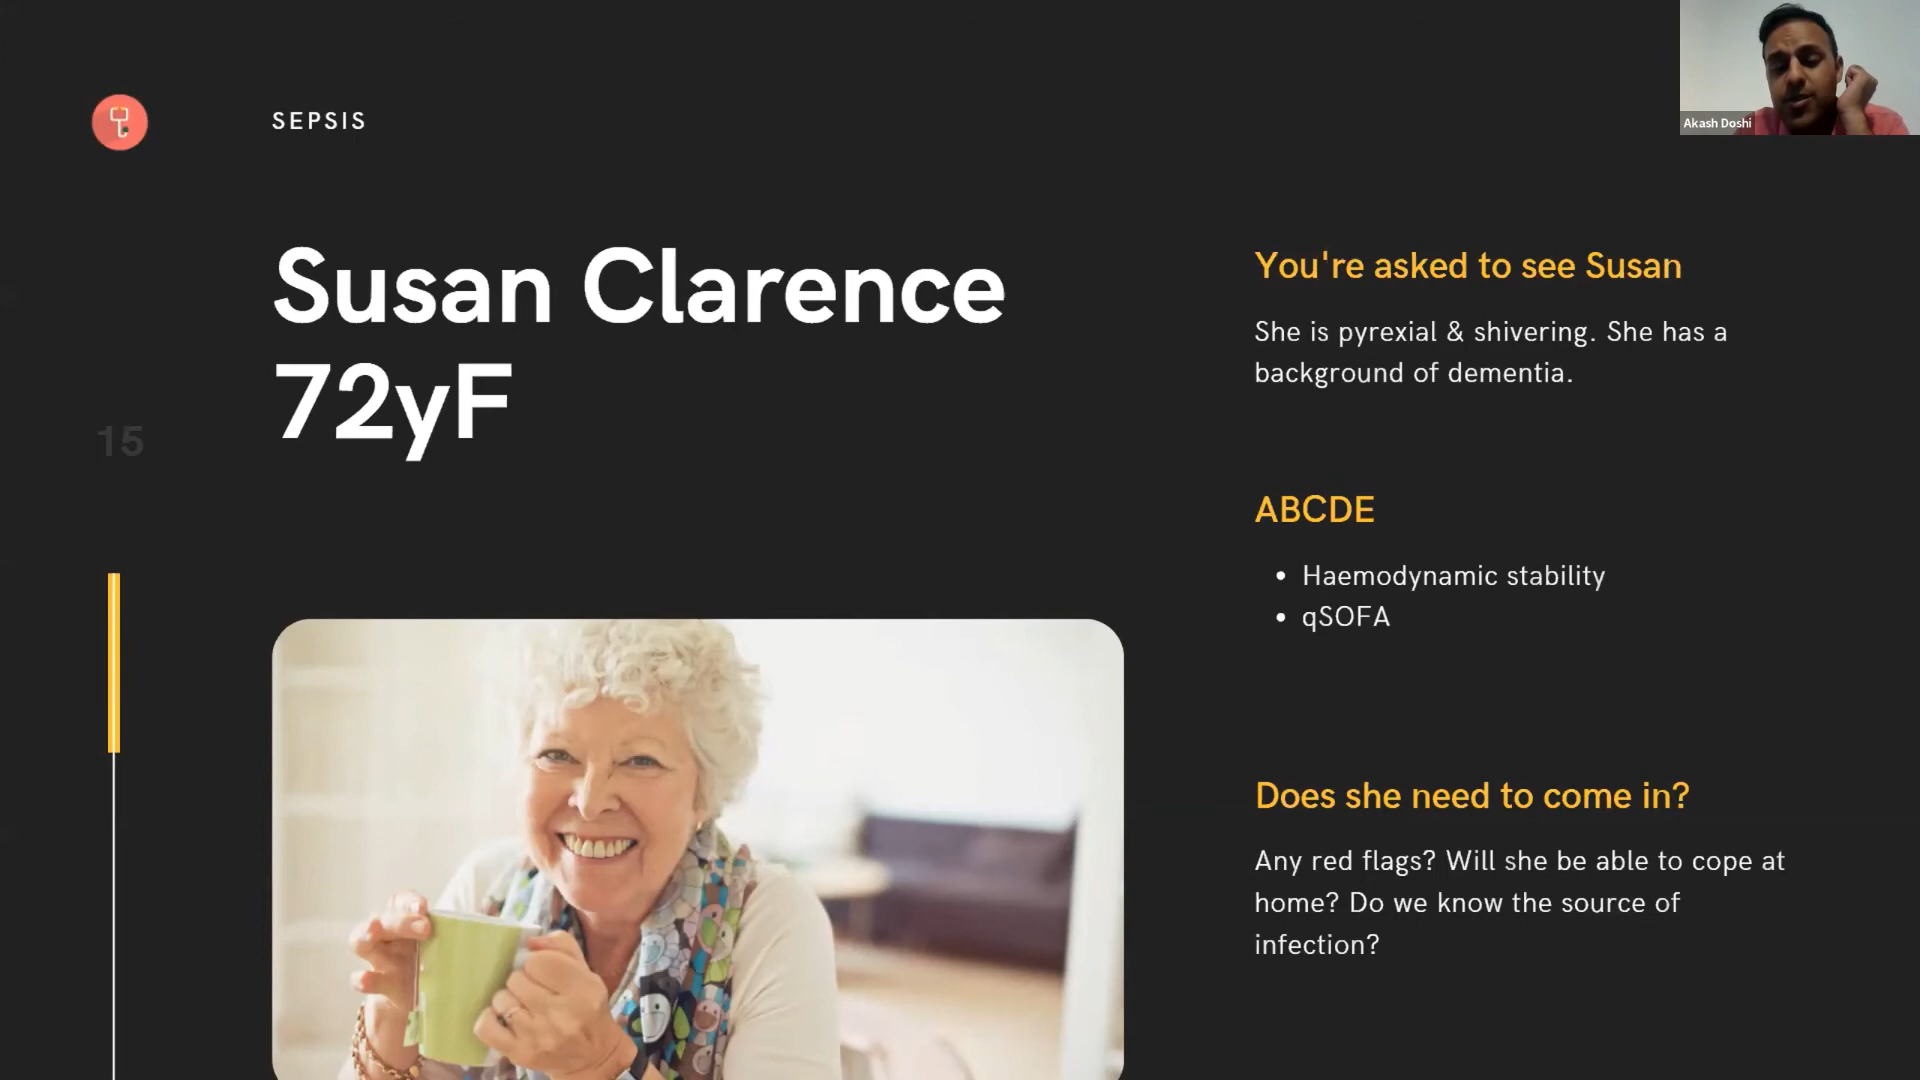 SEPSIS
Akash Doshi
Susan Clarence
72yF
15
You're asked to see Susan
She is pyrexial & shivering. She has a
background of dementia.
ABCDE
• Haemodynamic stability
• qSOFA
Does she need to come in?
Any red flags? Will she be able to cope at
home? Do we know the source of
infection?